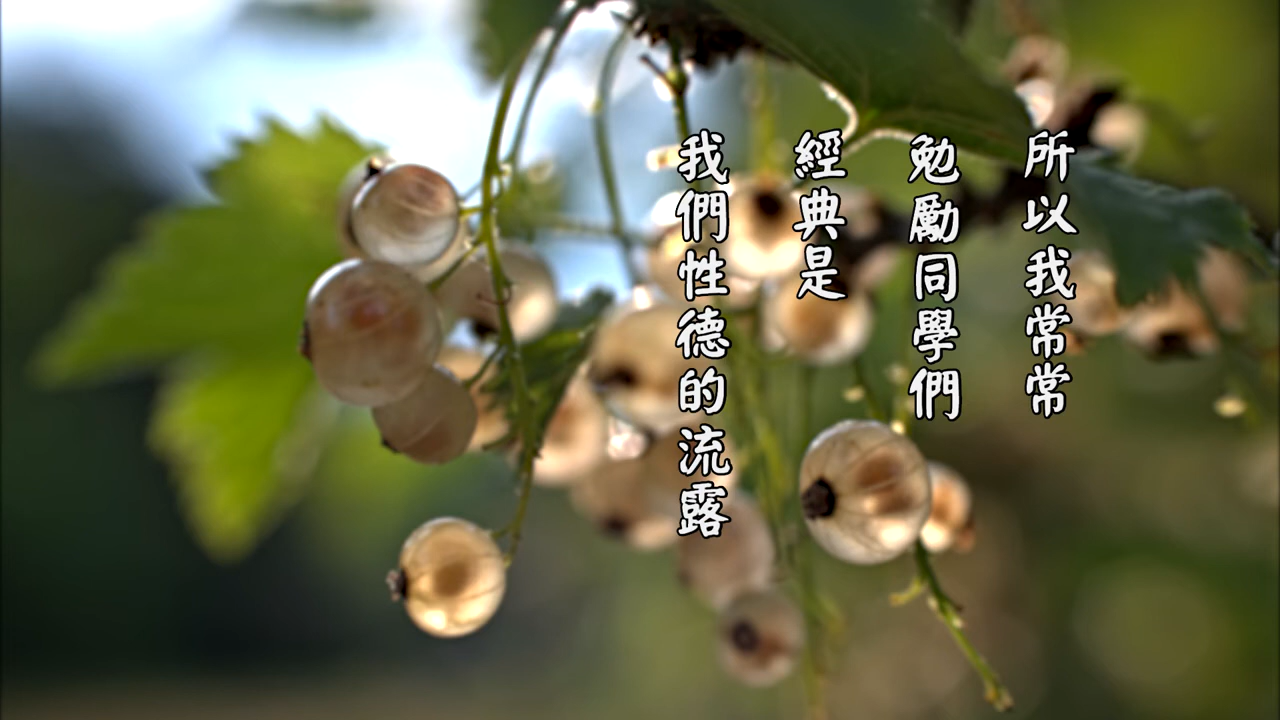 所以我常常
勉勵同學們
經典是
我們性德的流露